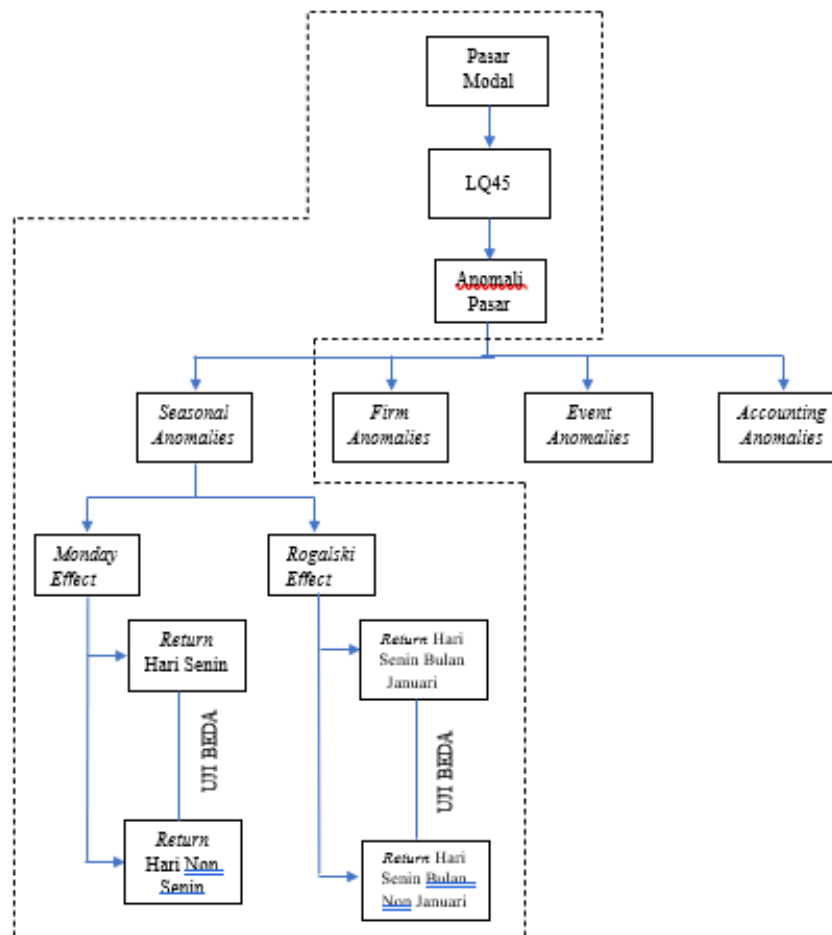 Pasar
Modal
LQ45
Anomali
Pasar
Seasonal
Anomalies
Firm
Anomalies
Event
Anomalies
Accounting
Anomalies
Monday
Effect
Rogalski
Effect
Return
Hari Senin
Return Hari
Senin Bulan
Januari
UJI BEDA
UJI BEDA
Return
Hari Non
Senin
Return Hari
Senin Bulan
Non Januari